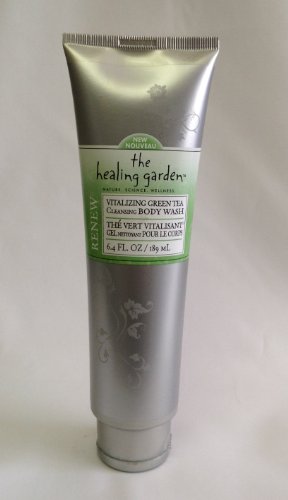 NEW
NOUVEAU
the
healing garden™
NATURE SCIENCE WELLNESS
RENEW
VITALIZING GREEN TEA
CLEANSING BODY WASH
THÉ VERT VITALISANT
GEL NETTOYANT POUR LE CORPS
6.4 FL. OZ / 189 mL